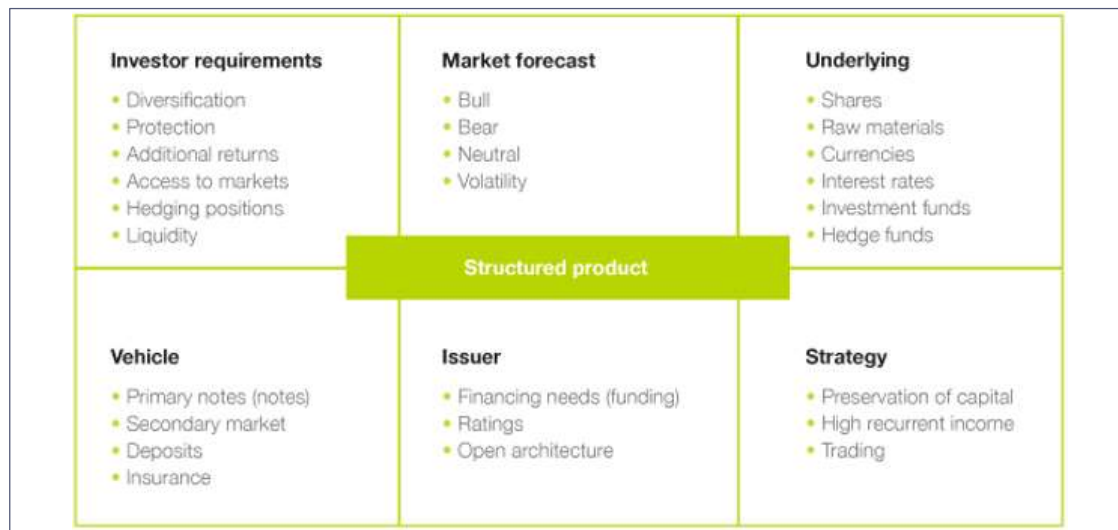 Investor requirements
• Diversification
• Protection
• Additional returns
• Access to markets
• Hedging positions
• Liquidity
Market forecast
• Bull
• Bear
• Neutral
• Volatility
Underlying
• Shares
• Raw materials
• Currencies
• Interest rates
• Investment funds
• Hedge funds
Structured product
Vehicle
• Primary notes (notes)
• Secondary market
• Deposits
• Insurance
Issuer
• Financing needs (funding)
• Ratings
• Open architecture
Strategy
• Preservation of capital
• High recurrent income
• Trading